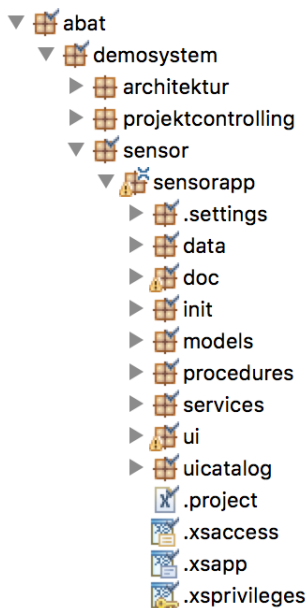 abat
demosystem
architektur
projektcontrolling
sensor
sensorapp
.settings
data
doc
init
models
procedures
services
ui
uicatalog
.project
.xsaccess
.xsapp
.xsprivileges